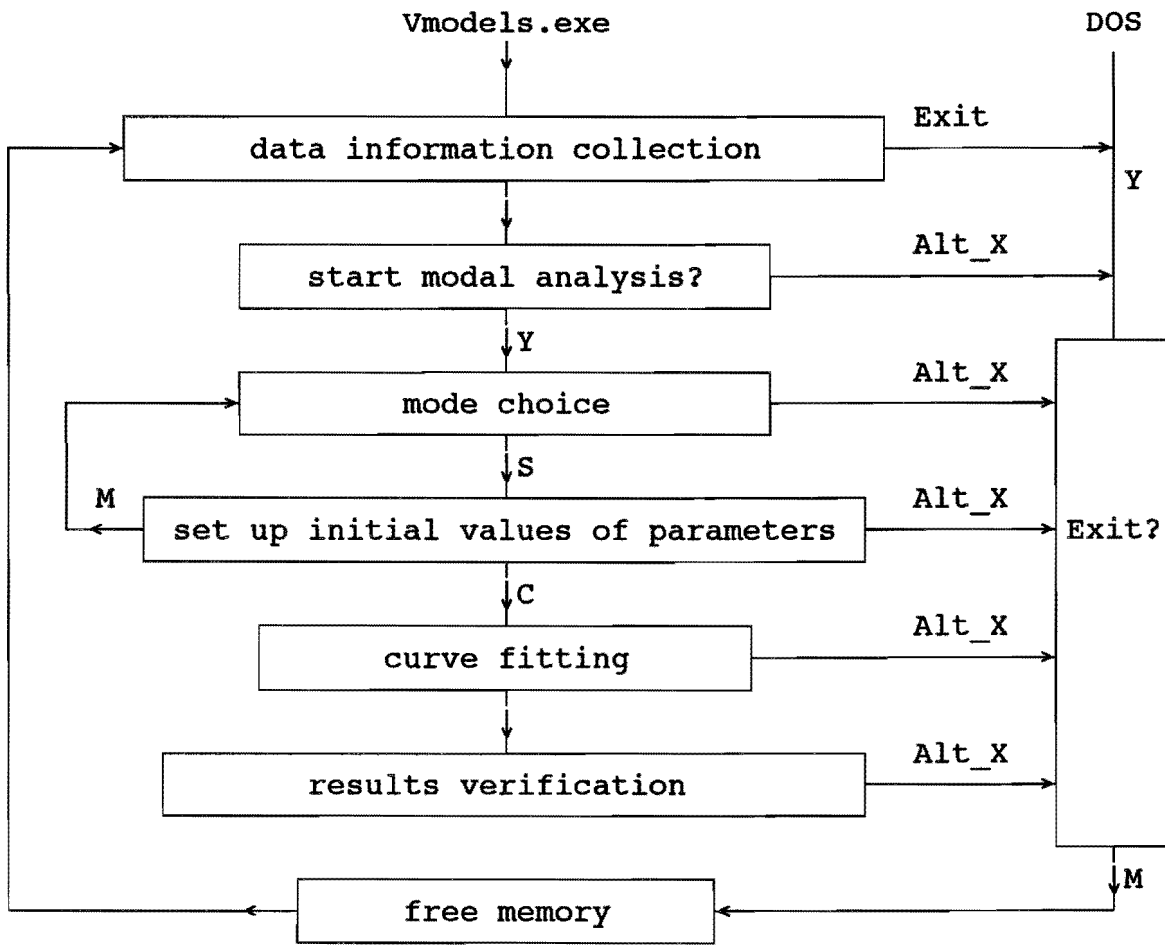 Vmodels.exe DOS
Exit
data information collection
Y
Alt_X
start modal analysis?
Y
Alt_X
mode choice
S
M Alt_X
set up initial values of parameters Exit?
C
Alt_X
curve fitting
Alt_X
results verification
M
free memory